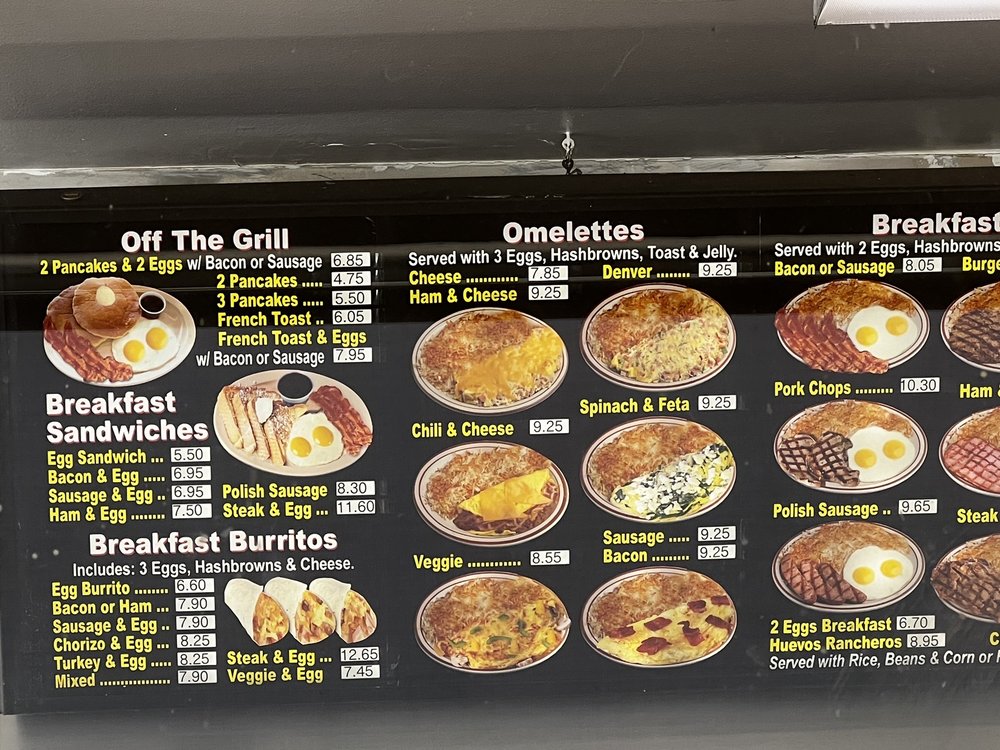 Off The Grill
2 Pancakes & 2 Eggs w/ Bacon or Sausage 6.85
2 Pancakes ..... 4.75
3 Pancakes ..... 5.50
French Toast .. 6.05
French Toast & Eggs
w/ Bacon or Sausage 7.95
Breakfast
Sandwiches
Egg Sandwich ... 5.50
Bacon & Egg ..... 6.95
Sausage & Egg .. 6.95
Ham & Egg ........ 7.50
Polish Sausage 8.30
Steak & Egg ... 11.60
Breakfast Burritos
Includes: 3 Eggs, Hashbrowns & Cheese.
Egg Burrito ........ 6.60
Bacon or Ham ... 7.90
Sausage & Egg .. 7.90
Chorizo & Egg .... 8.25
Turkey & Egg ..... 8.25
Mixed ................. 7.90
Steak & Egg ... 12.65
Veggie & Egg 7.45
Omelettes
Served with 3 Eggs, Hashbrowns, Toast & Jelly.
Cheese ............... 7.85
Ham & Cheese 9.25
Denver ........ 9.25
Chili & Cheese 9.25
Spinach & Feta 9.25
Veggie ............ 8.55
Sausage ..... 9.25
Bacon ......... 9.25
Breakfast
Served with 2 Eggs, Hashbrowns
Bacon or Sausage 8.05
Pork Chops ......... 10.30
Ham
Polish Sausage .. 9.65
Steak
2 Eggs Breakfast 6.70
Huevos Rancheros 8.95
Served with Rice, Beans & Corn or